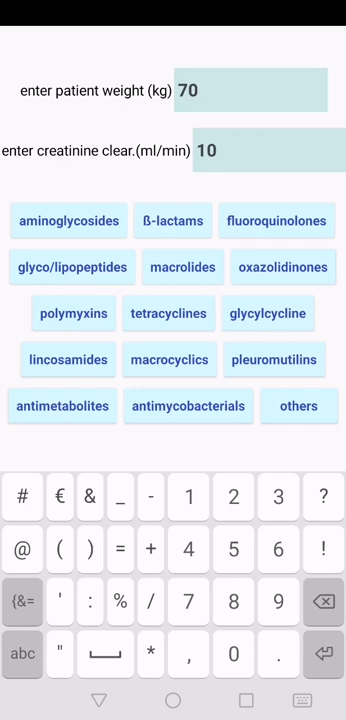 enter patient weight (kg) 70
enter creatinine clear.(ml/min) 10
aminoglycosides ß-lactams fluoroquinolones
glyco/lipopeptides macrolides oxazolidinones
polymyxins tetracyclines glycylcycline
lincosamides macrocyclics pleuromutilins
antimetabolites antimycobacterials others
# € & _ - 1 2 3 ?
@ ( ) = + 4 5 6 !
{&= ' : % / 7 8 9
abc " * , 0 .